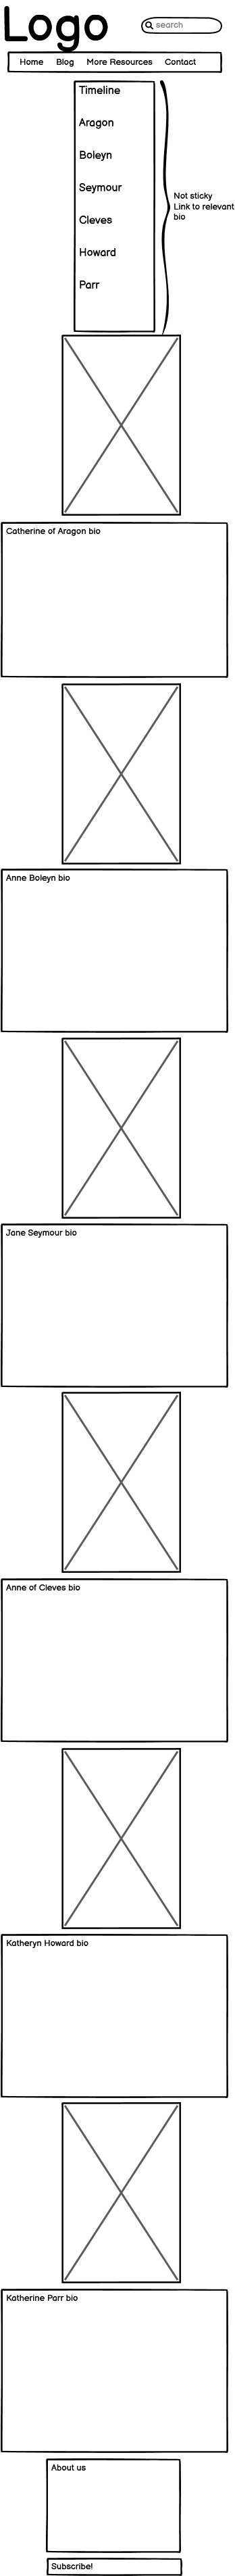 Logo
search
Home Blog More Resources Contact
Timeline
Aragon
Boleyn
Seymour
Cleves
Howard
Parr
Not sticky
Link to relevant
bio
Catherine of Aragon bio
Anne Boleyn bio
Jane Seymour bio
Anne of Cleves bio
Katheryn Howard bio
Katherine Parr bio
About us
Subscribe!